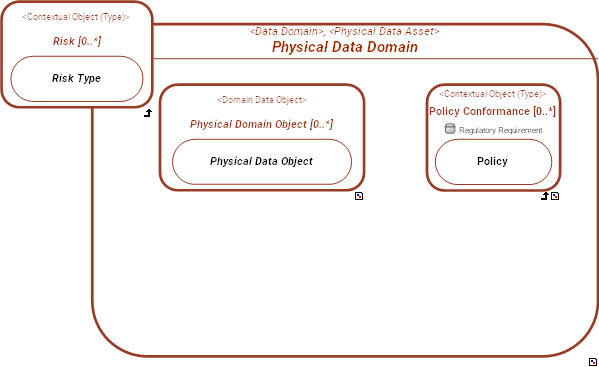 <Contextual Object (Type)>
Risk [0..*]
Risk Type
<Data Domain>, <Physical Data Asset>
Physical Data Domain
<Domain Data Object>
Physical Domain Object [0..*]
Physical Data Object
<Contextual Object (Type)>
Policy Conformance [0..*]
Regulatory Requirement
Policy